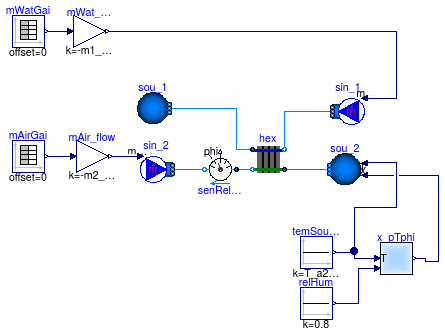 mWatGai
mWat_...
offset=0
k=-m1_...
sou_1
sin_1
m
mAirGai
mAir_flow
sin_2
m
phi
hex
sou_2
offset=0
k=-m2_...
senRel...
temSou...
x_pTphi
T
k=T_a2...
relHum
k=0.8